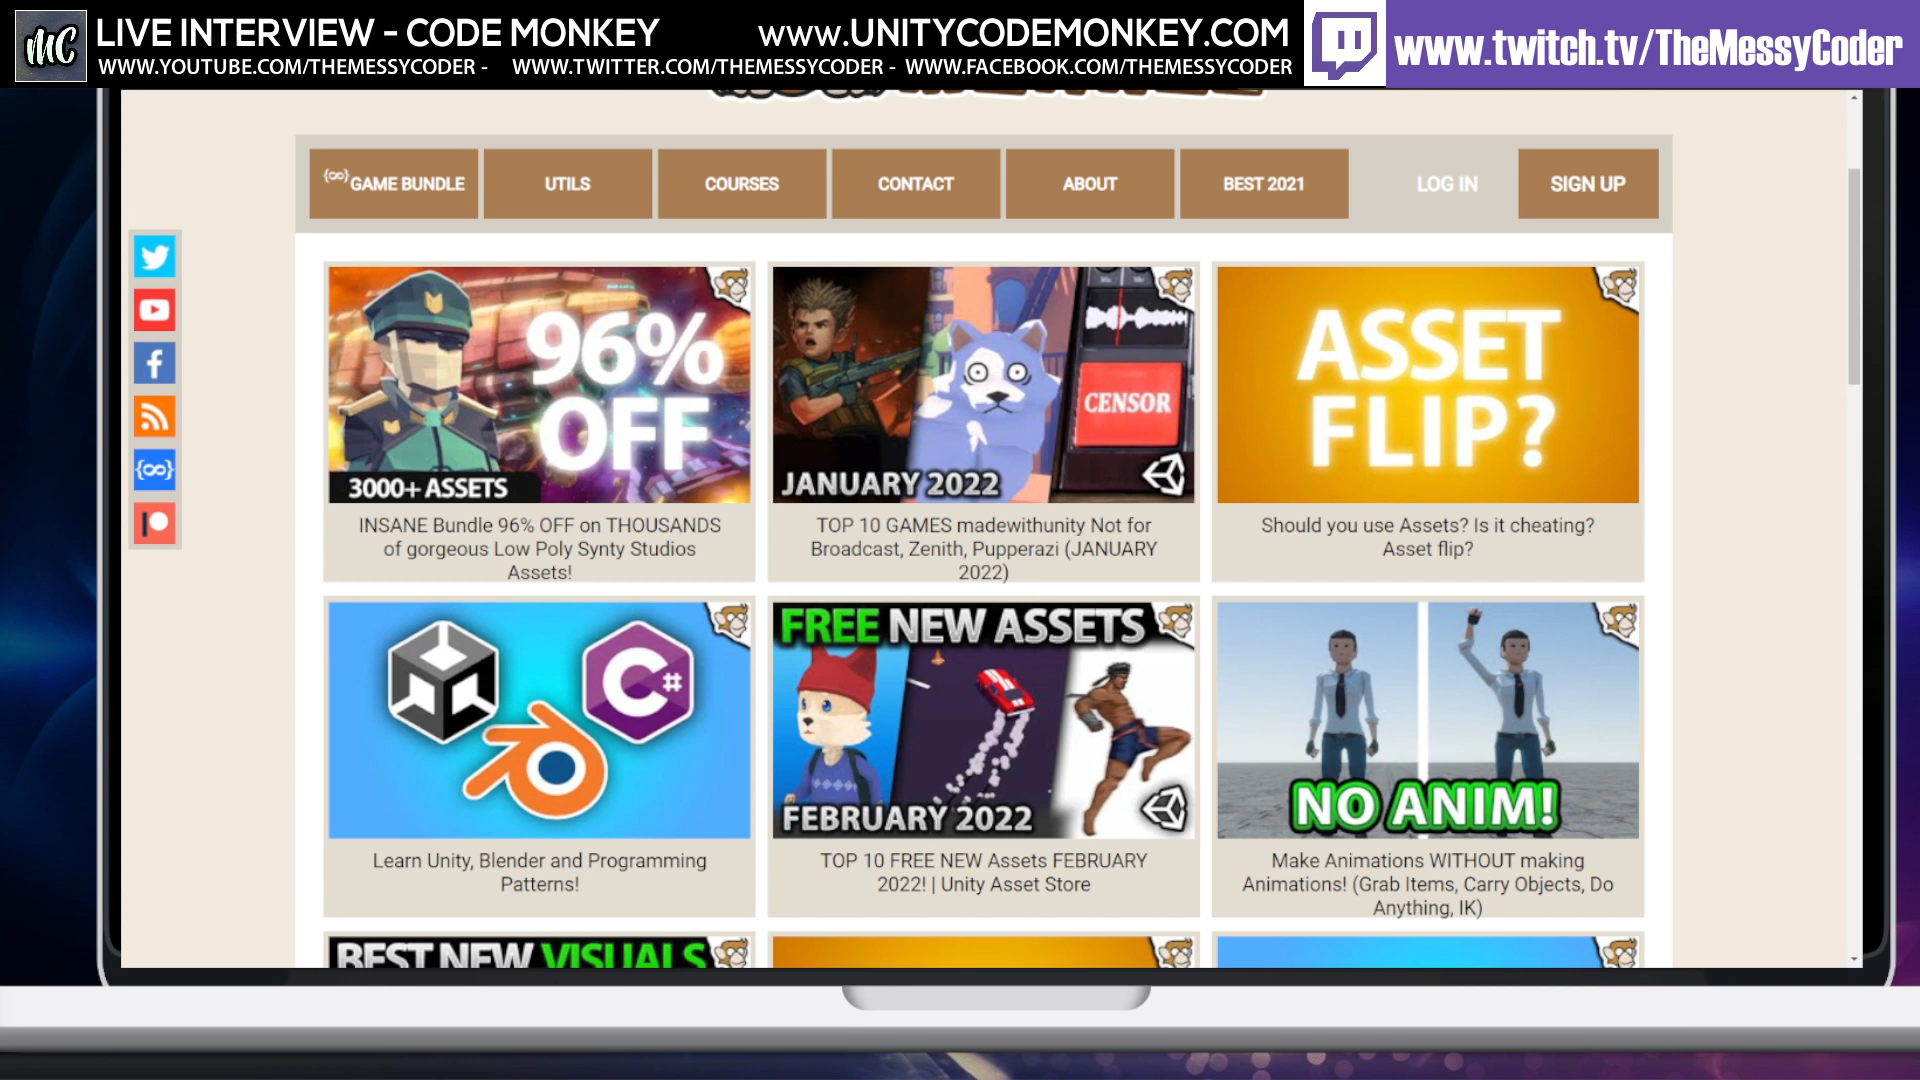 MC
LIVE INTERVIEW - CODE MONKEY
www.UNITYCODEMONKEY.COM
WWW.YOUTUBE.COM/THEMESSYCODER - WWW.TWITTER.COM/THEMESSYCODER - WWW.FACEBOOK.COM/THEMESSYCODER
www.twitch.tv/TheMessyCoder
{∞} GAME BUNDLE
UTILS
COURSES
CONTACT
ABOUT
BEST 2021
LOG IN
SIGN UP
96%
OFF
3000+ ASSETS
INSANE Bundle 96% OFF on THOUSANDS
of gorgeous Low Poly Synty Studios
Assets!
CENSOR
JANUARY 2022
TOP 10 GAMES madewithunity Not for
Broadcast, Zenith, Pupperazi (JANUARY
2022)
ASSET
FLIP?
Should you use Assets? Is it cheating?
Asset flip?
C#
Learn Unity, Blender and Programming
Patterns!
FREE NEW ASSETS
FEBRUARY 2022
TOP 10 FREE NEW Assets FEBRUARY
2022! | Unity Asset Store
NO ANIM!
Make Animations WITHOUT making
Animations! (Grab Items, Carry Objects, Do
Anything, IK)
BEST NEW VISUALS